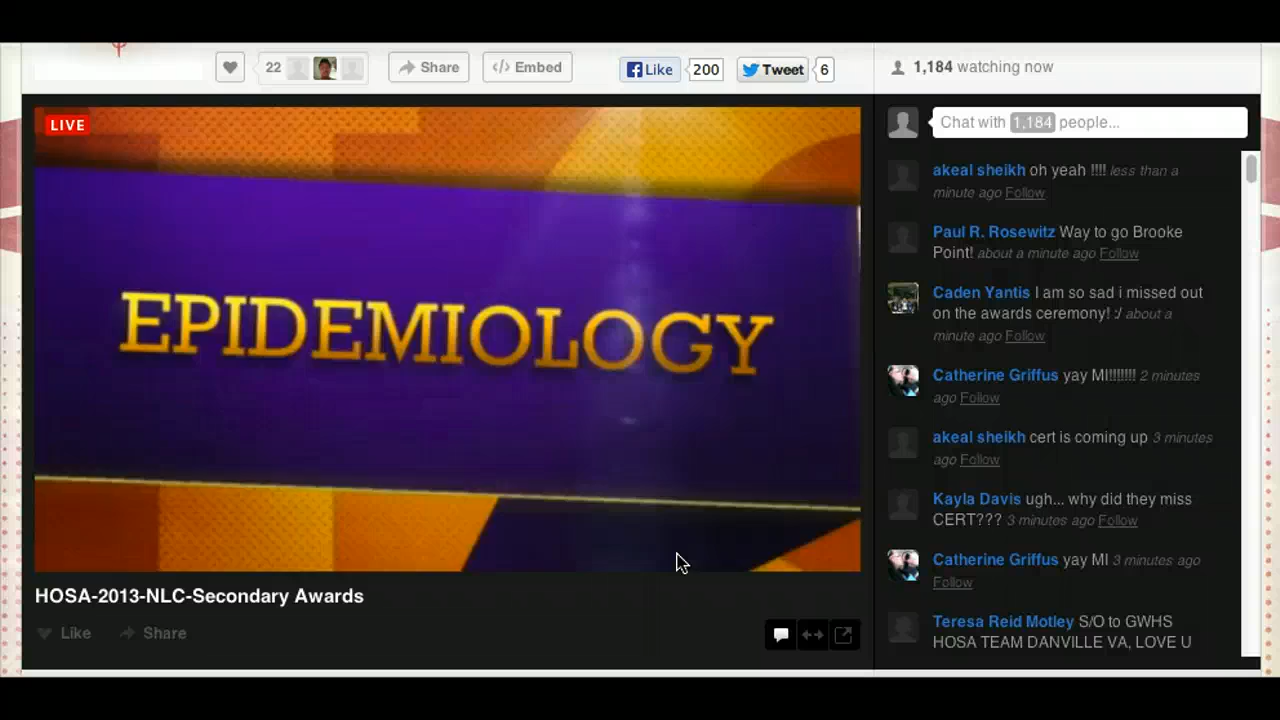 22
Share
</> Embed
Like
200
Tweet
6
1,184 watching now
LIVE
EPIDEMIOLOGY
HOSA-2013-NLC-Secondary Awards
Like
Share
Chat with 1,184 people...
akeal sheikh oh yeah !!!! less than a
minute ago Follow
Paul R. Rosewitz Way to go Brooke
Point! about a minute ago Follow
Caden Yantis I am so sad i missed out
on the awards ceremony! :/ about a
minute ago Follow
Catherine Griffus yay MI!!!!!!! 2 minutes
ago Follow
akeal sheikh cert is coming up 3 minutes
ago Follow
Kayla Davis ugh... why did they miss
CERT??? 3 minutes ago Follow
Catherine Griffus yay MI 3 minutes ago
Follow
Teresa Reid Motley S/O to GWHS
HOSA TEAM DANVILLE VA, LOVE U